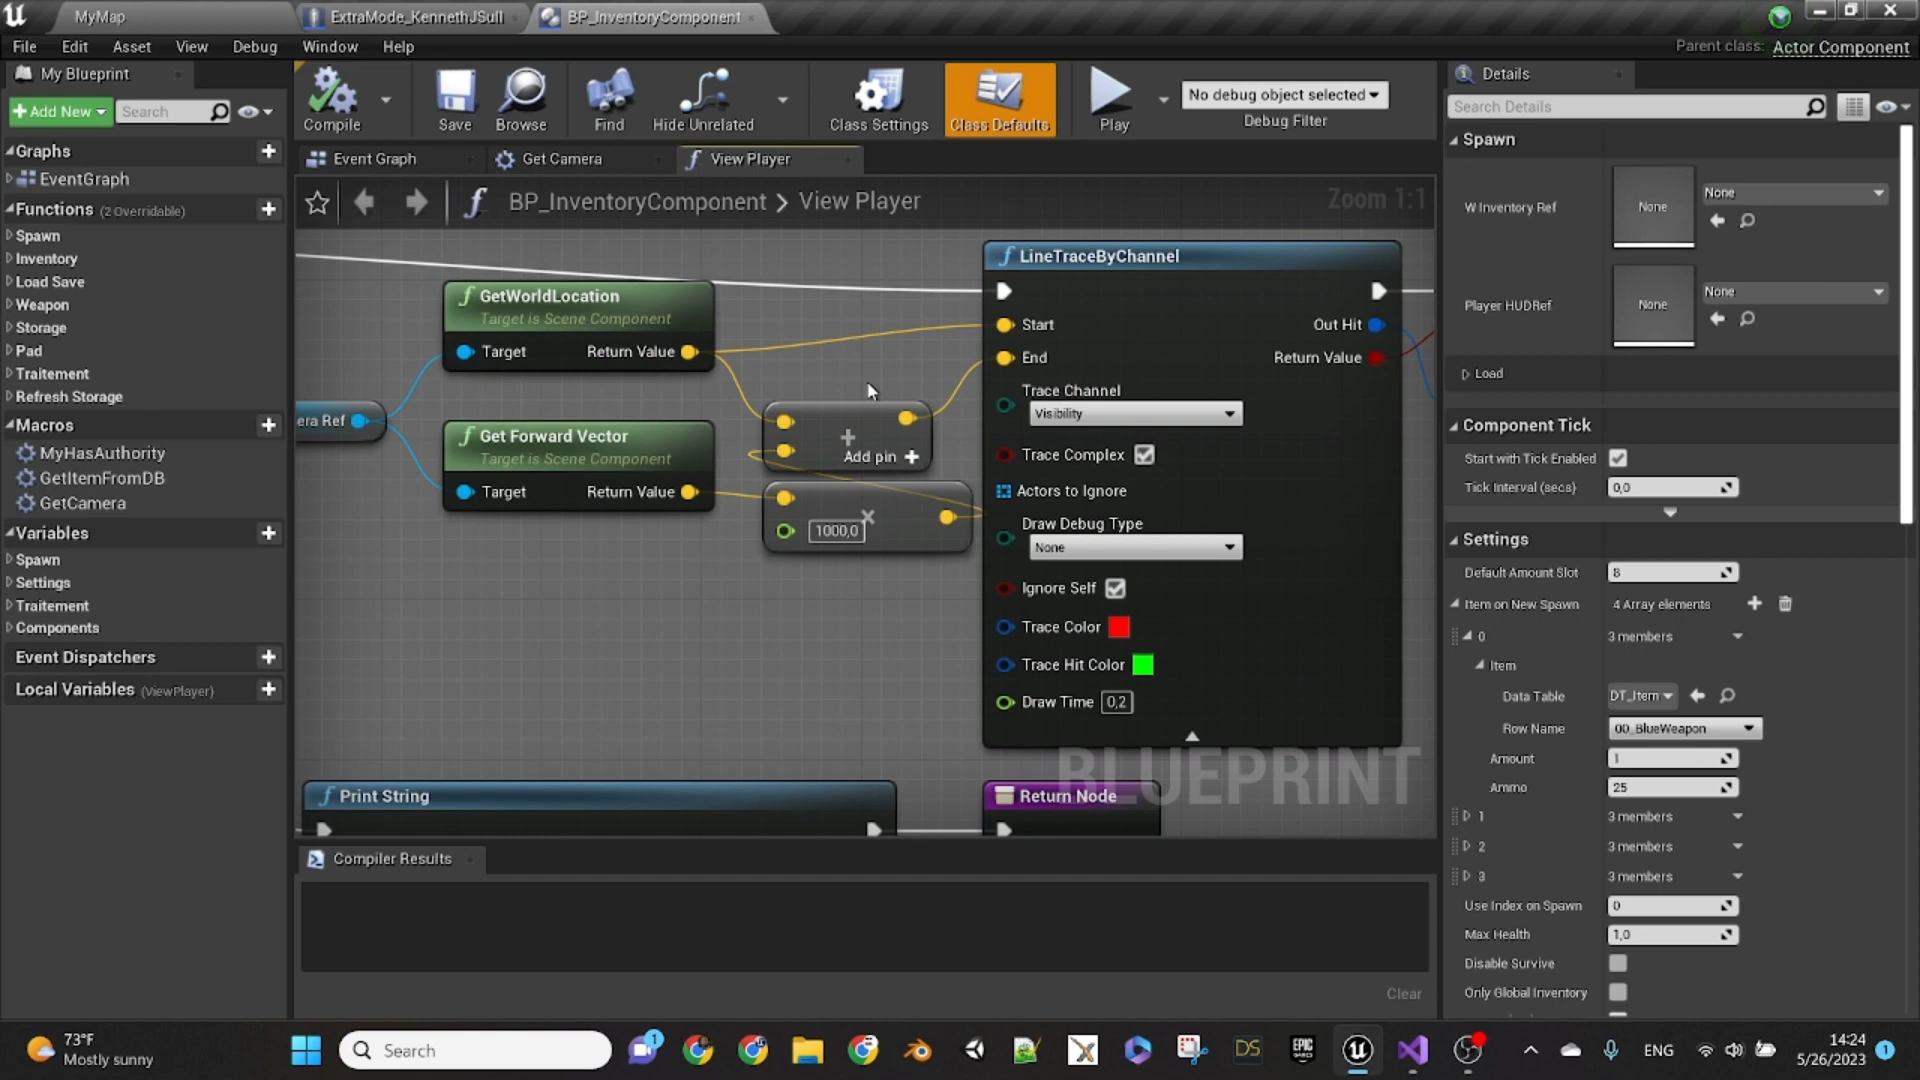 MyMap
ExtraMode_KennethJSull
BP_InventoryComponent
File Edit Asset View Debug Window Help
Parent class: Actor Component
My Blueprint
Add New
Search
Graphs
EventGraph
Functions (2 Overridable)
Spawn
Inventory
Load Save
Weapon
Storage
Pad
Traitement
Refresh Storage
Macros
MyHasAuthority
GetItemFromDB
GetCamera
Variables
Spawn
Settings
Traitement
Components
Event Dispatchers
Local Variables (ViewPlayer)
Compile Save Browse Find Hide Unrelated Class Settings Class Defaults Play
No debug object selected
Debug Filter
Event Graph
Get Camera
View Player
BP_InventoryComponent > View Player
Zoom 1:1
GetWorldLocation
Target is Scene Component
Target Return Value
era Ref
Get Forward Vector
Target is Scene Component
Target Return Value
Add pin
1000,0
LineTraceByChannel
Start Out Hit
End Return Value
Trace Channel
Visibility
Trace Complex
Actors to Ignore
Draw Debug Type
None
Ignore Self
Trace Color
Trace Hit Color
Draw Time 0,2
BLUEPRINT
Print String
Return Node
Compiler Results
Clear
Details
Search Details
Spawn
W Inventory Ref None None
Player HUDRef None None
Load
Component Tick
Start with Tick Enabled
Tick Interval (secs) 0,0
Settings
Default Amount Slot 8
Item on New Spawn 4 Array elements
0 3 members
Item
Data Table DT_Item
Row Name 00_BlueWeapon
Amount 1
Ammo 25
1 3 members
2 3 members
3 3 members
Use Index on Spawn 0
Max Health 1,0
Disable Survive
Only Global Inventory
73°F
Mostly sunny
Search
1
DS
EPIC
GAMES
ENG
14:24
5/26/2023
1